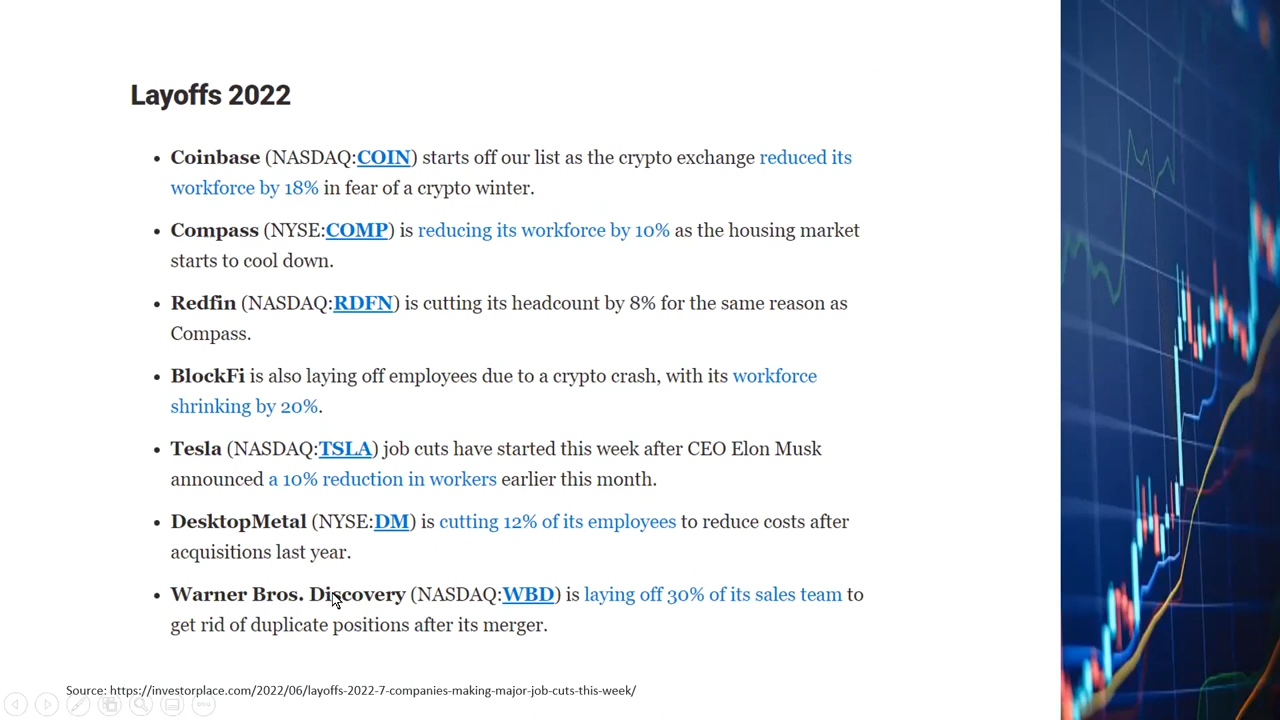 Layoffs 2022
• Coinbase (NASDAQ:COIN) starts off our list as the crypto exchange reduced its
workforce by 18% in fear of a crypto winter.
• Compass (NYSE:COMP) is reducing its workforce by 10% as the housing market
starts to cool down.
• Redfin (NASDAQ:RDFN) is cutting its headcount by 8% for the same reason as
Compass.
• BlockFi is also laying off employees due to a crypto crash, with its workforce
shrinking by 20%.
• Tesla (NASDAQ:TSLA) job cuts have started this week after CEO Elon Musk
announced a 10% reduction in workers earlier this month.
• DesktopMetal (NYSE:DM) is cutting 12% of its employees to reduce costs after
acquisitions last year.
• Warner Bros. Discovery (NASDAQ:WBD) is laying off 30% of its sales team to
get rid of duplicate positions after its merger.
Source: https://investorplace.com/2022/06/layoffs-2022-7-companies-making-major-job-cuts-this-week/